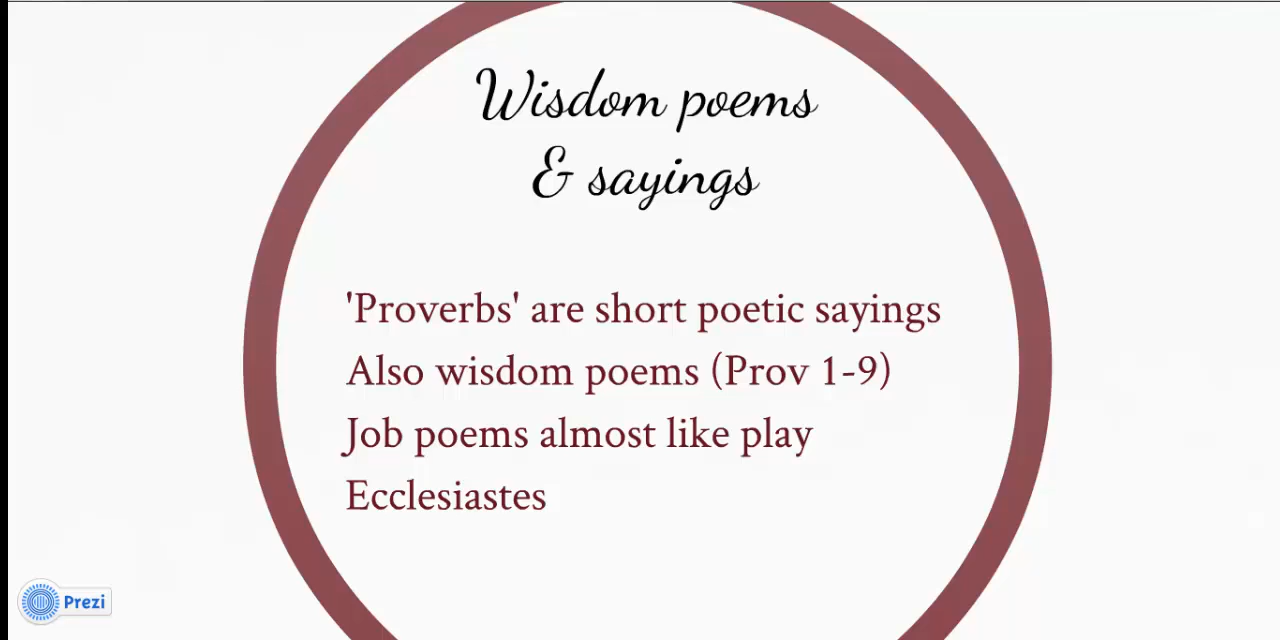 Wisdom poems
& sayings
'Proverbs' are short poetic sayings
Also wisdom poems (Prov 1-9)
Job poems almost like play
Ecclesiastes
Prezi